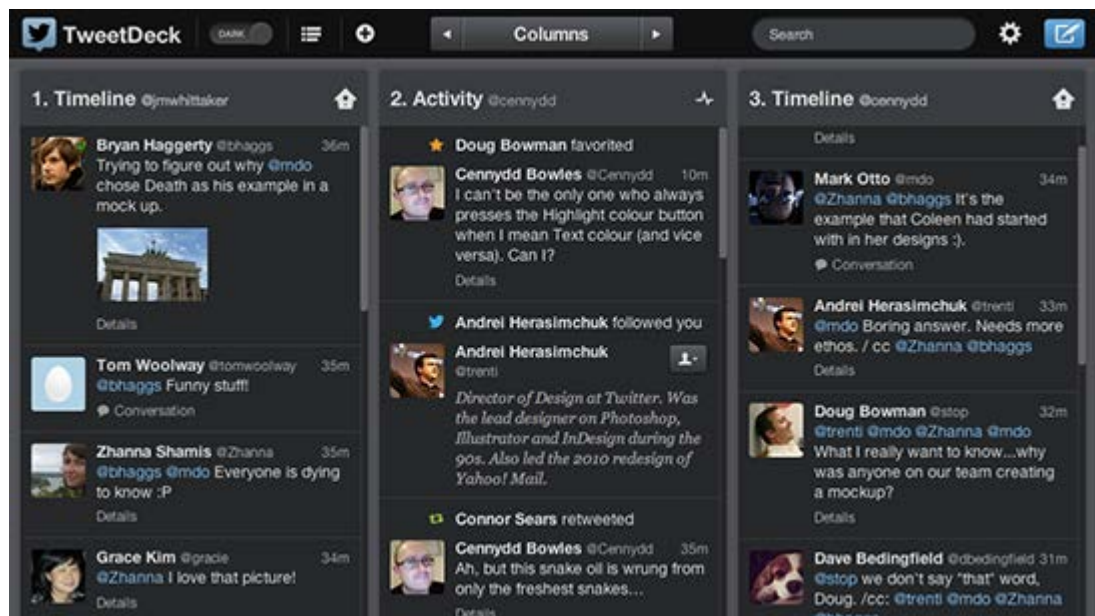 TweetDeck
DARK
Columns
Search
1. Timeline @jmwhittaker
Bryan Haggerty @bhaggs 36m
Trying to figure out why @mdo
chose Death as his example in a
mock up.
Details
Tom Woolway @tomwoolway 35m
@bhaggs Funny stuff!
Conversation
Zhanna Shamis @Zhanna 35m
@bhaggs @mdo Everyone is dying
to know :P
Details
Grace Kim @gracie 34m
@Zhanna I love that picture!
Details
2. Activity @cennydd
Doug Bowman favorited
Cennydd Bowles @Cennydd 10m
I can't be the only one who always
presses the Highlight colour button
when I mean Text colour (and vice
versa). Can I?
Details
Andrei Herasimchuk followed you
Andrei Herasimchuk
@trenti
Director of Design at Twitter. Was
the lead designer on Photoshop,
Illustrator and InDesign during the
90s. Also led the 2010 redesign of
Yahoo! Mail.
Connor Sears retweeted
Cennydd Bowles @Cennydd 35m
Ah, but this snake oil is wrung from
only the freshest snakes...
Details
3. Timeline @cennydd
Details
Mark Otto @mdo 34m
@Zhanna @bhaggs It's the
example that Coleen had started
with in her designs :).
Conversation
Andrei Herasimchuk @trenti 33m
@mdo Boring answer. Needs more
ethos. / cc @Zhanna @bhaggs
Details
Doug Bowman @stop 32m
@trenti @mdo @Zhanna @mdo
What I really want to know...why
was anyone on our team creating
a mockup?
Details
Dave Bedingfield @dbedingfield 31m
@stop we don't say "that" word,
Doug. /cc: @trenti @mdo @Zhanna